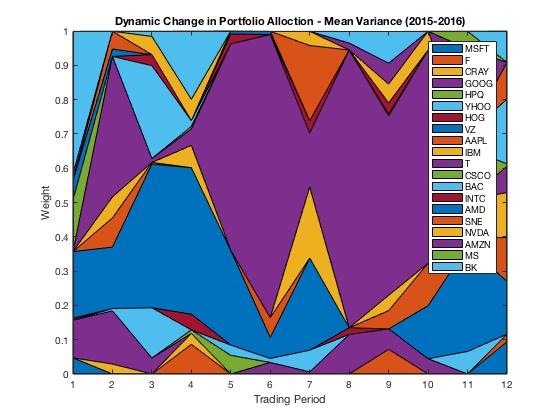 Dynamic Change in Portfolio Alloction - Mean Variance (2015-2016)
1
0.9
0.8
0.7
0.6
0.5
0.4
0.3
0.2
0.1
0
Weight
MSFT
F
CRAY
GOOG
HPQ
YHOO
HOG
VZ
AAPL
IBM
T
CSCO
BAC
INTC
AMD
SNE
NVDA
AMZN
MS
BK
1 2 3 4 5 6 7 8 9 10 11 12
Trading Period